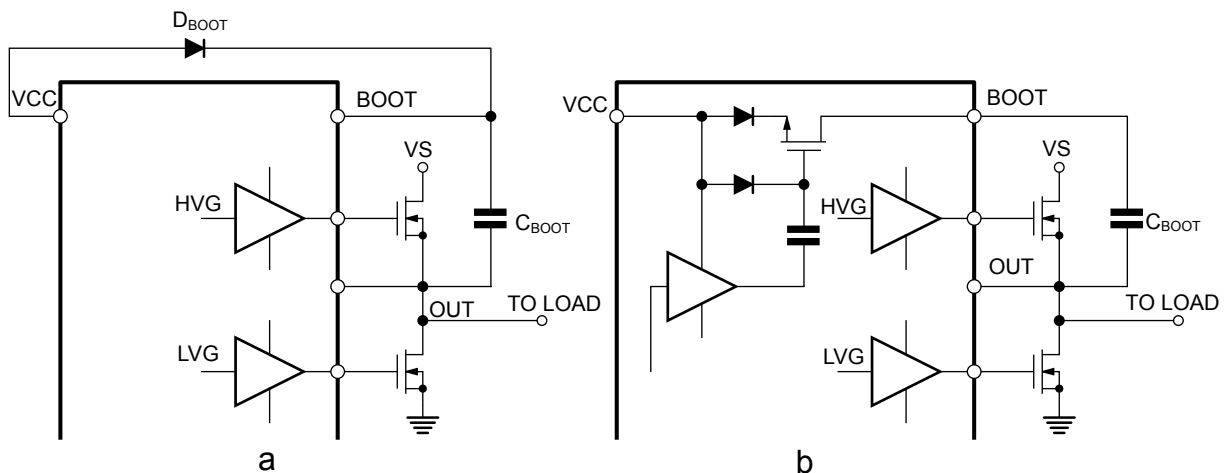 DBOOT
VCC
BOOT
VS
HVG
CBOOT
OUT
TO LOAD
LVG
a
VCC
BOOT
VS
HVG
CBOOT
OUT
TO LOAD
LVG
b